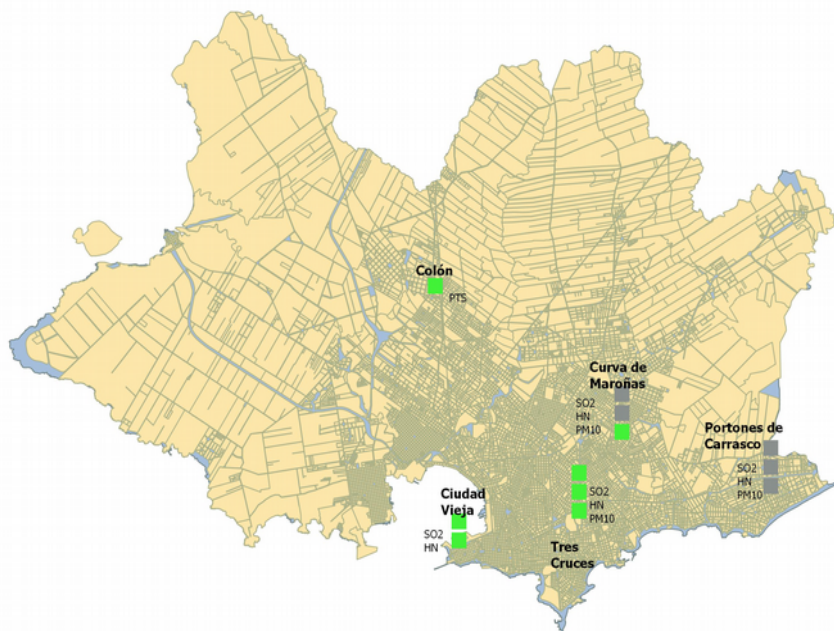 Colón
PTS
Curva de
Maroñas
SO2
HN
PM10
Portones de
Carrasco
SO2
HN
PM10
Ciudad
Vieja
SO2
HN
SO2
HN
PM10
Tres
Cruces